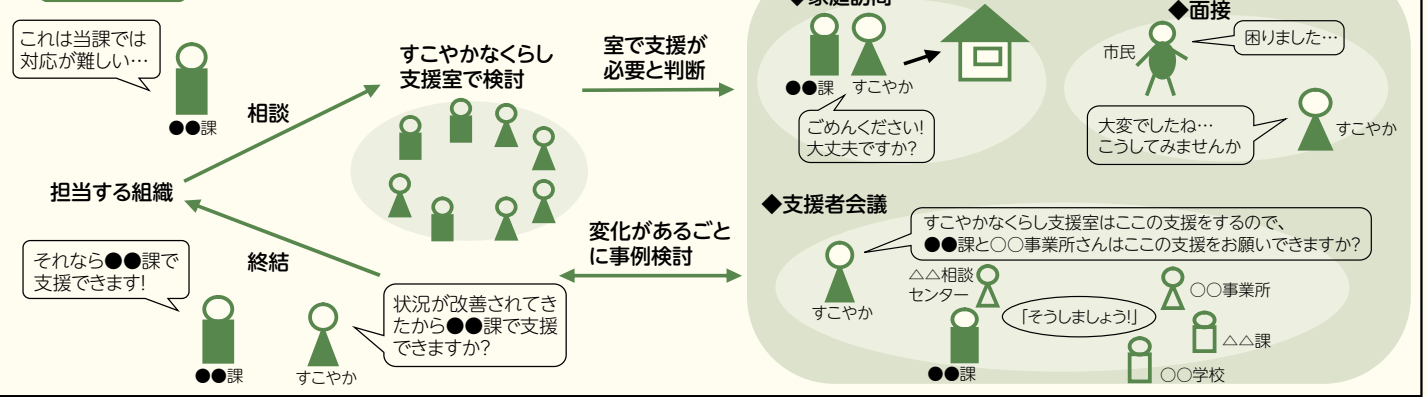 これは当課では
対応が難しい…
●●課
相談
担当する組織
すこやかなくらし
支援室で検討
室で支援が
必要と判断
◆家庭訪問
●●課
すこやか
ごめんください!
大丈夫ですか?
◆面接
市民
困りました…
大変でしたね…
こうしてみませんか
すこやか
◆支援者会議
すこやかなくらし支援室はここの支援をするので、
●●課と○○事業所さんはここの支援をお願いできますか?
すこやか
△△相談
センター
○○事業所
「そうしましょう!」
△△課
●●課
○○学校
変化があるごと
に事例検討
終結
それなら●●課で
支援できます!
●●課
すこやか
状況が改善されてき
たから●●課で支援
できますか?